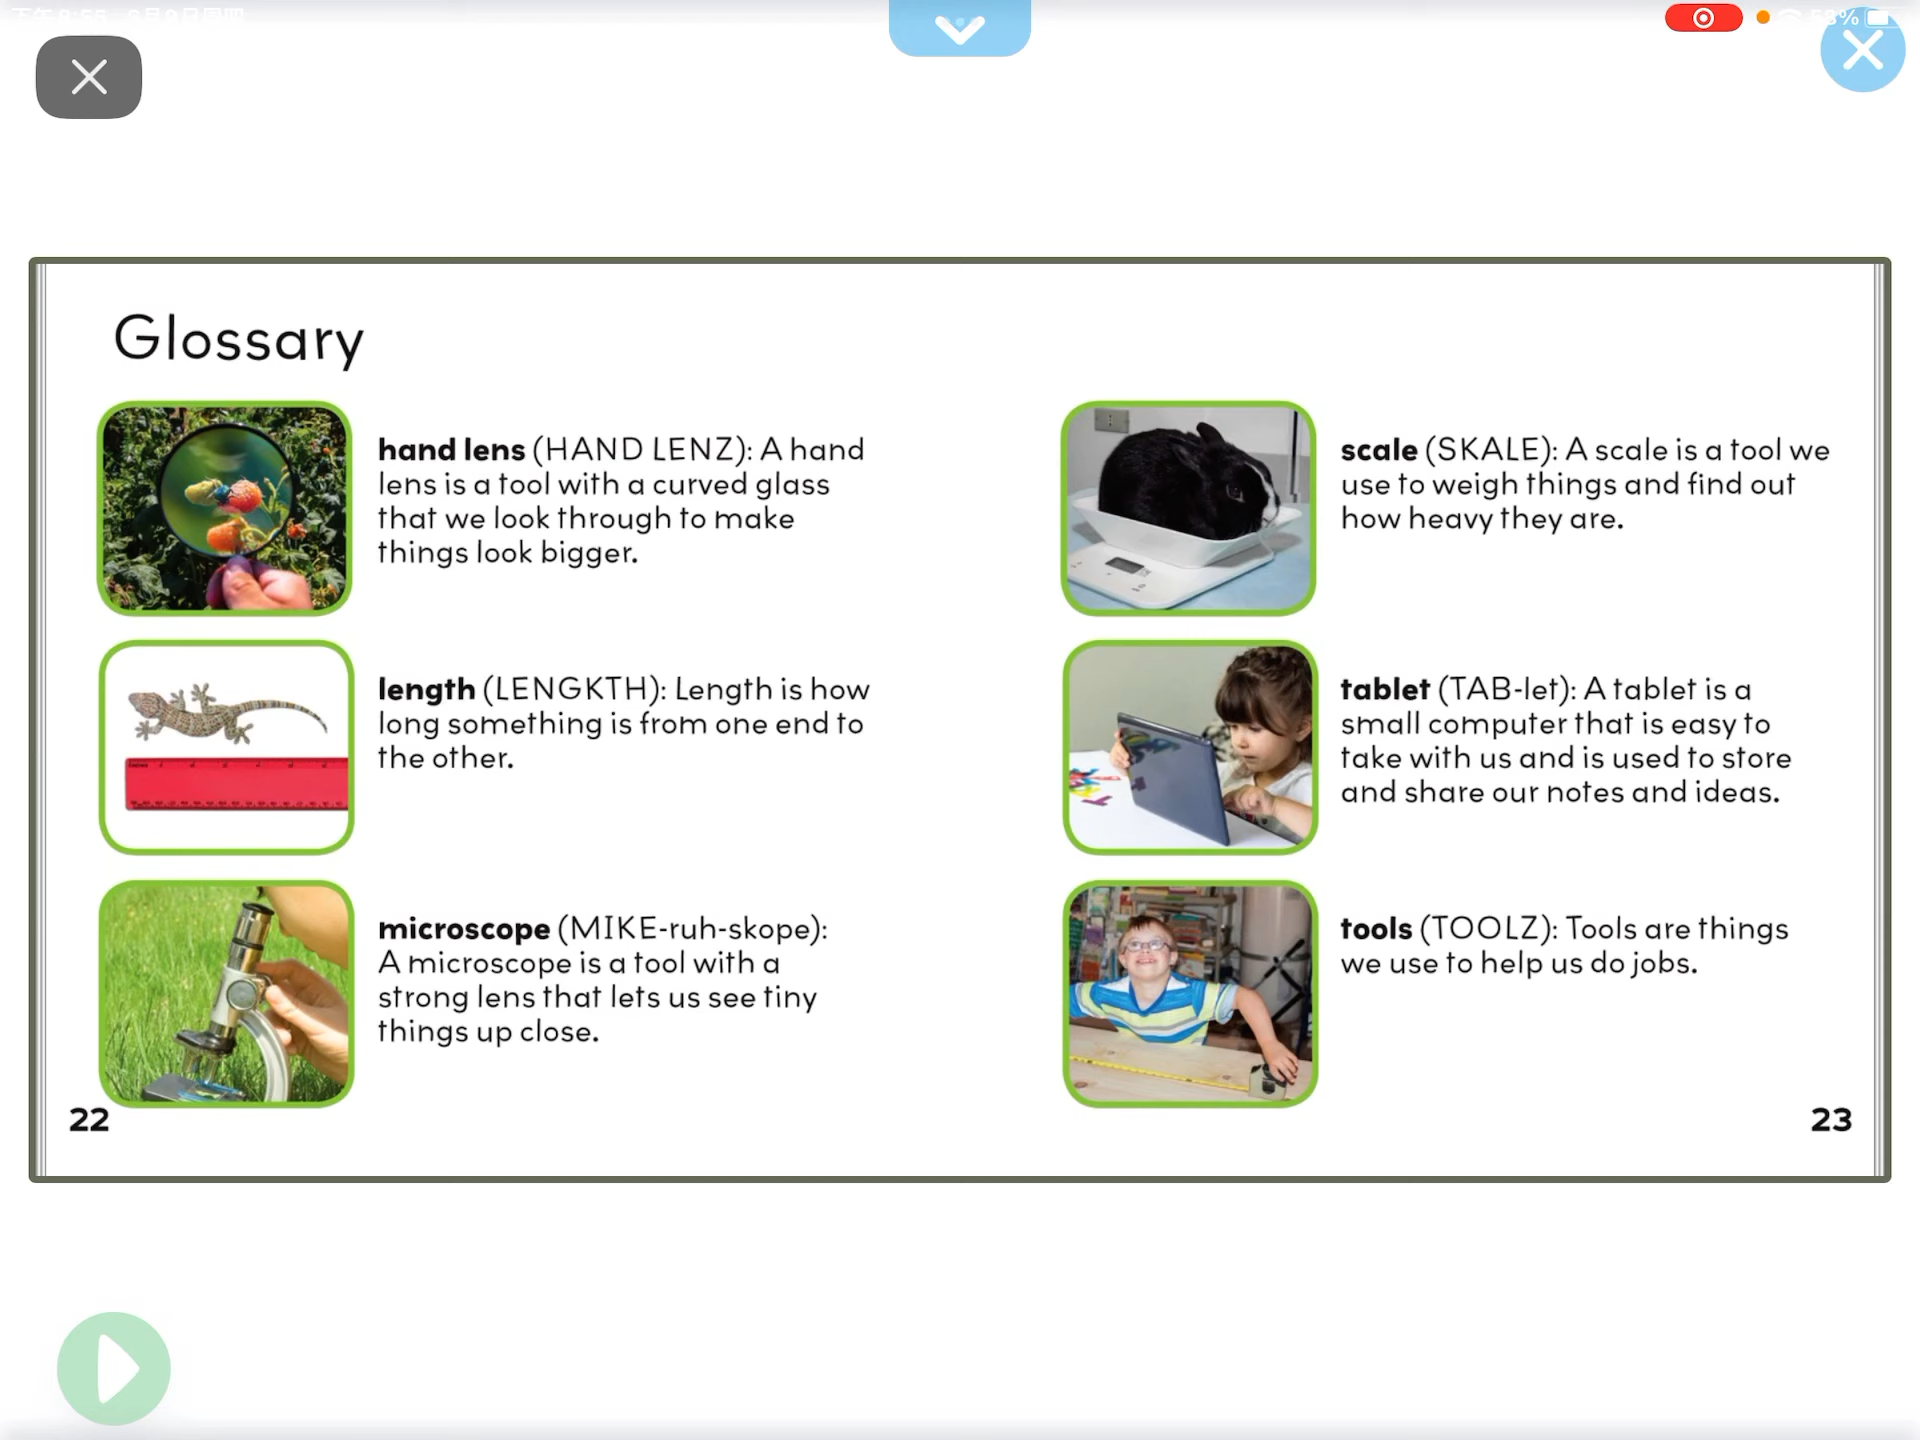 Glossary
hand lens (HAND LENZ): A hand
lens is a tool with a curved glass
that we look through to make
things look bigger.
length (LENGKTH): Length is how
long something is from one end to
the other.
microscope (MIKE-ruh-skope):
A microscope is a tool with a
strong lens that lets us see tiny
things up close.
22
scale (SKALE): A scale is a tool we
use to weigh things and find out
how heavy they are.
tablet (TAB-let): A tablet is a
small computer that is easy to
take with us and is used to store
and share our notes and ideas.
tools (TOOLZ): Tools are things
we use to help us do jobs.
23